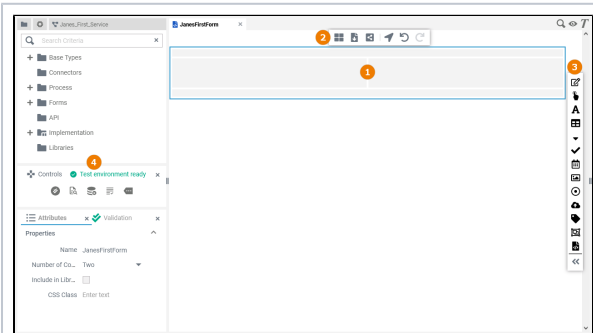 Janes_First_Service
JanesFirstForm ×
T
Search Criteria ×
2
+ Base Types
Connectors
+ Process
+ Forms
API
+ Implementation
Libraries
1
3
A
4
Controls Test environment ready ×
Attributes × Validation ×
Properties
Name JanesFirstForm
Number of Co... Two
Include in Libr...
CSS Class Enter text